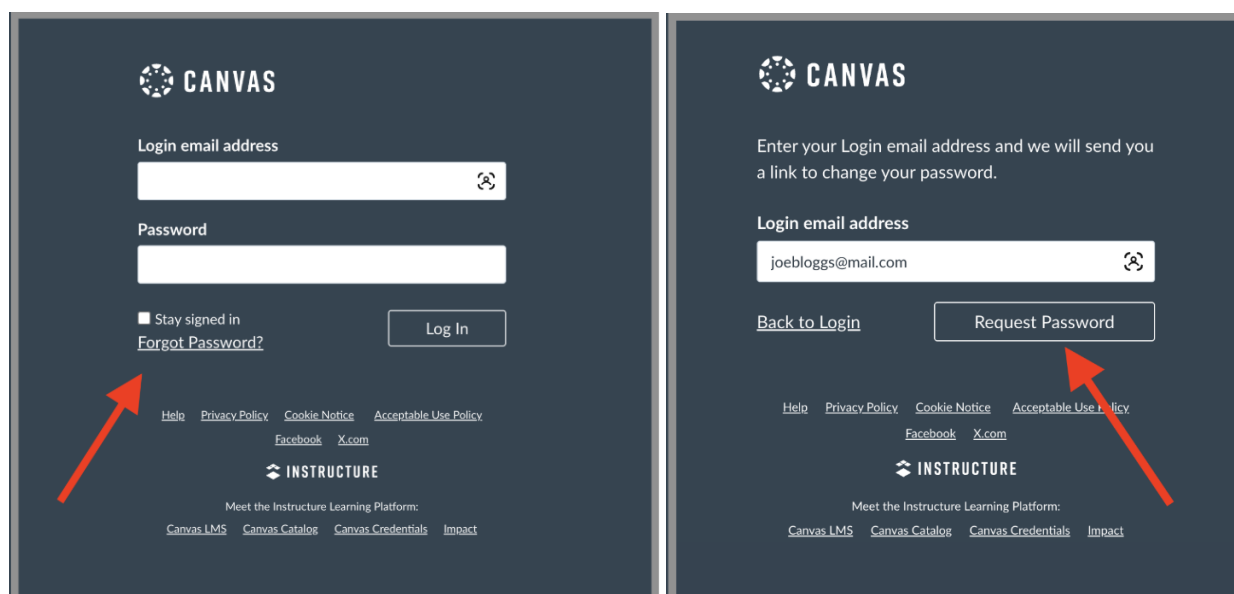 CANVAS
Login email address
Password
Stay signed in
Forgot Password?
Log In
Help Privacy Policy Cookie Notice Acceptable Use Policy
Facebook X.com
INSTRUCTURE
Meet the Instructure Learning Platform:
Canvas LMS Canvas Catalog Canvas Credentials Impact
CANVAS
Enter your Login email address and we will send you
a link to change your password.
Login email address
joebloggs@mail.com
Back to Login Request Password
Help Privacy Policy Cookie Notice Acceptable Use Policy
Facebook X.com
INSTRUCTURE
Meet the Instructure Learning Platform:
Canvas LMS Canvas Catalog Canvas Credentials Impact